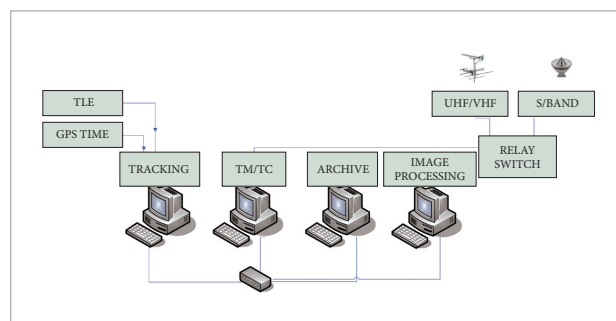 UHF/VHF
S/BAND
TLE
GPS TIME
TRACKING
TM/TC
ARCHIVE
IMAGE
PROCESSING
RELAY
SWITCH